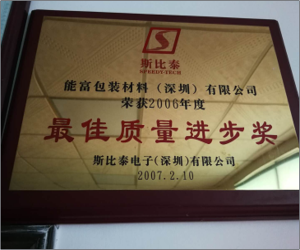 斯比泰
SPEEDY-TECH
能富包装材料（深圳）有限公司
荣获2006年度
最佳质量进步奖
斯比泰电子(深圳)有限公司
2007.2.10